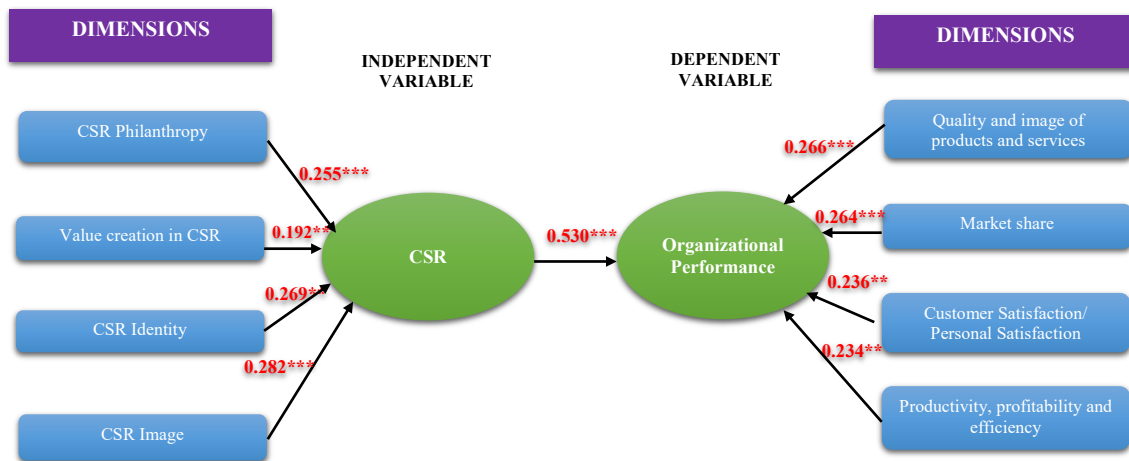 DIMENSIONS
DIMENSIONS
INDEPENDENT
VARIABLE
DEPENDENT
VARIABLE
CSR Philanthropy
0.255***
Value creation in CSR
0.192**
CSR Identity
0.269**
CSR Image
0.282***
CSR
0.530***
Organizational
Performance
0.266***
Quality and image of
products and services
0.264***
Market share
0.236**
Customer Satisfaction/
Personal Satisfaction
0.234**
Productivity, profitability and
efficiency